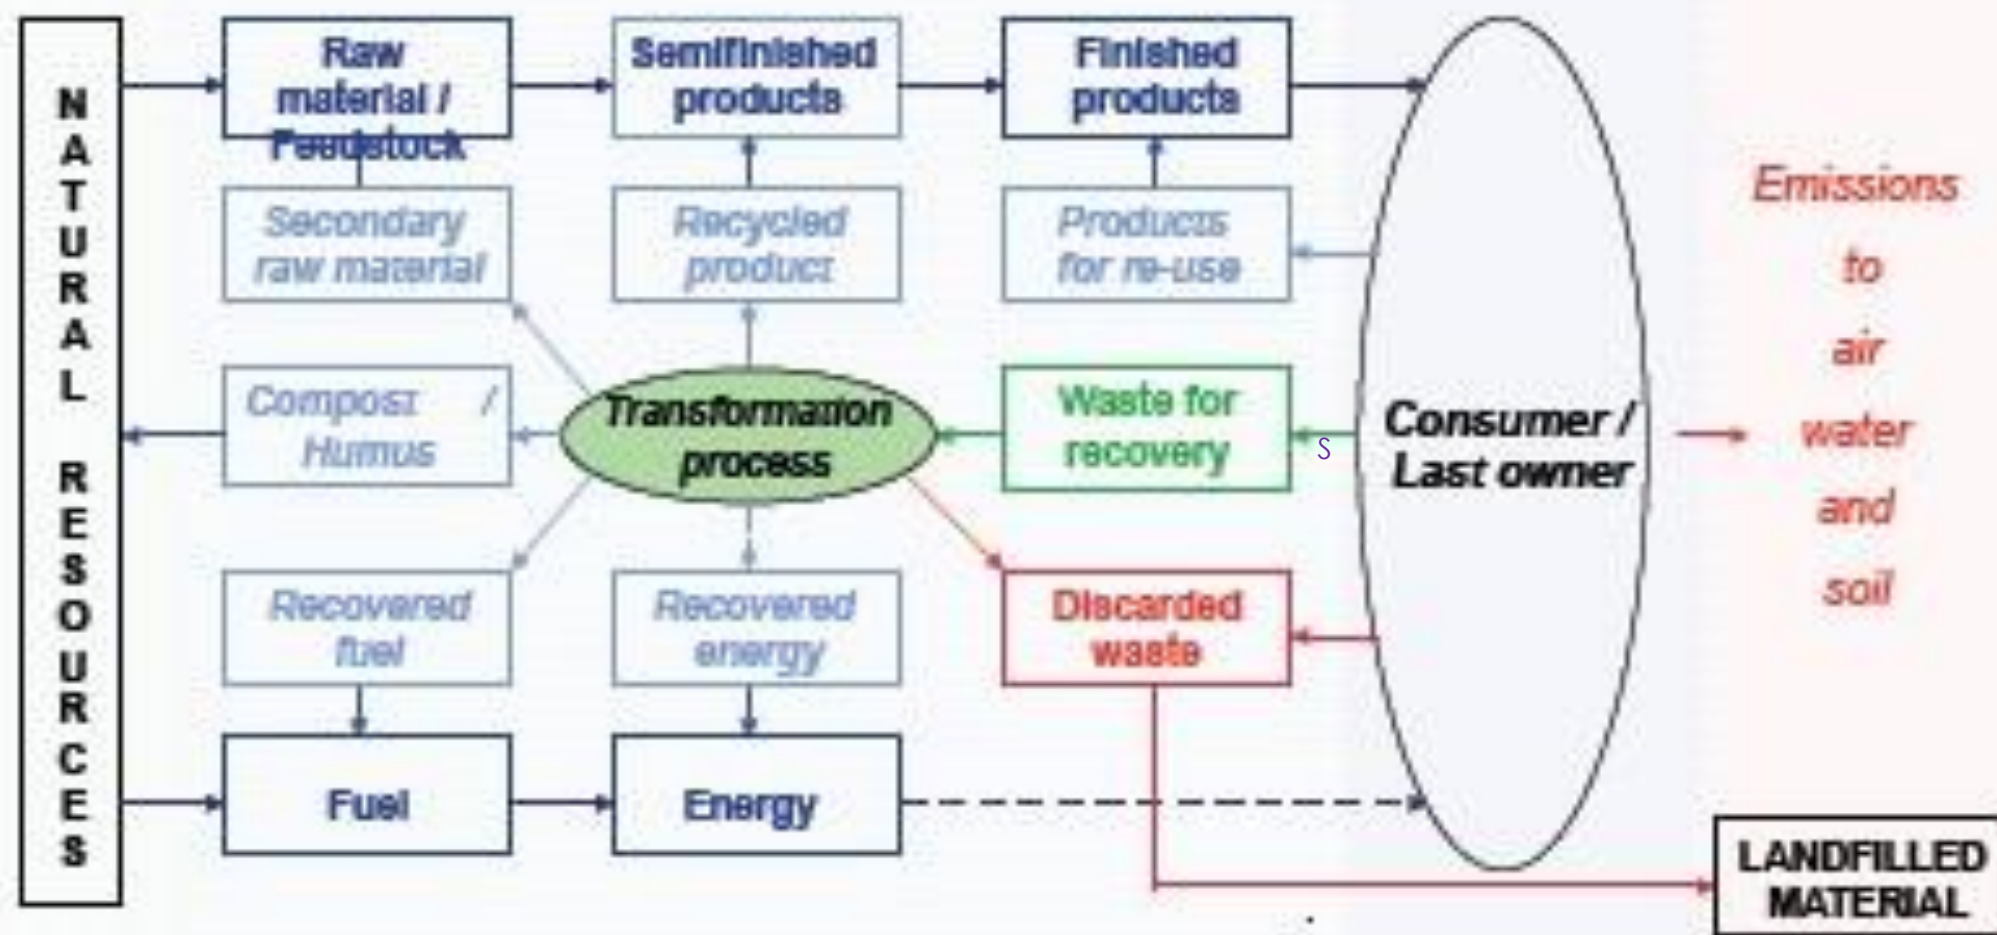 NATURAL RESOURCES
Raw
material /
Feedstock
Semifinished
products
Finished
products
Secondary
raw material
Recycled
product
Products
for re-use
Compost /
Humus
Transformation
process
Waste for
recovery
S
Consumer /
Last owner
Recovered
fuel
Recovered
energy
Discarded
waste
Fuel
Energy
Emissions
to
air
water
and
soil
LANDFILLED
MATERIAL